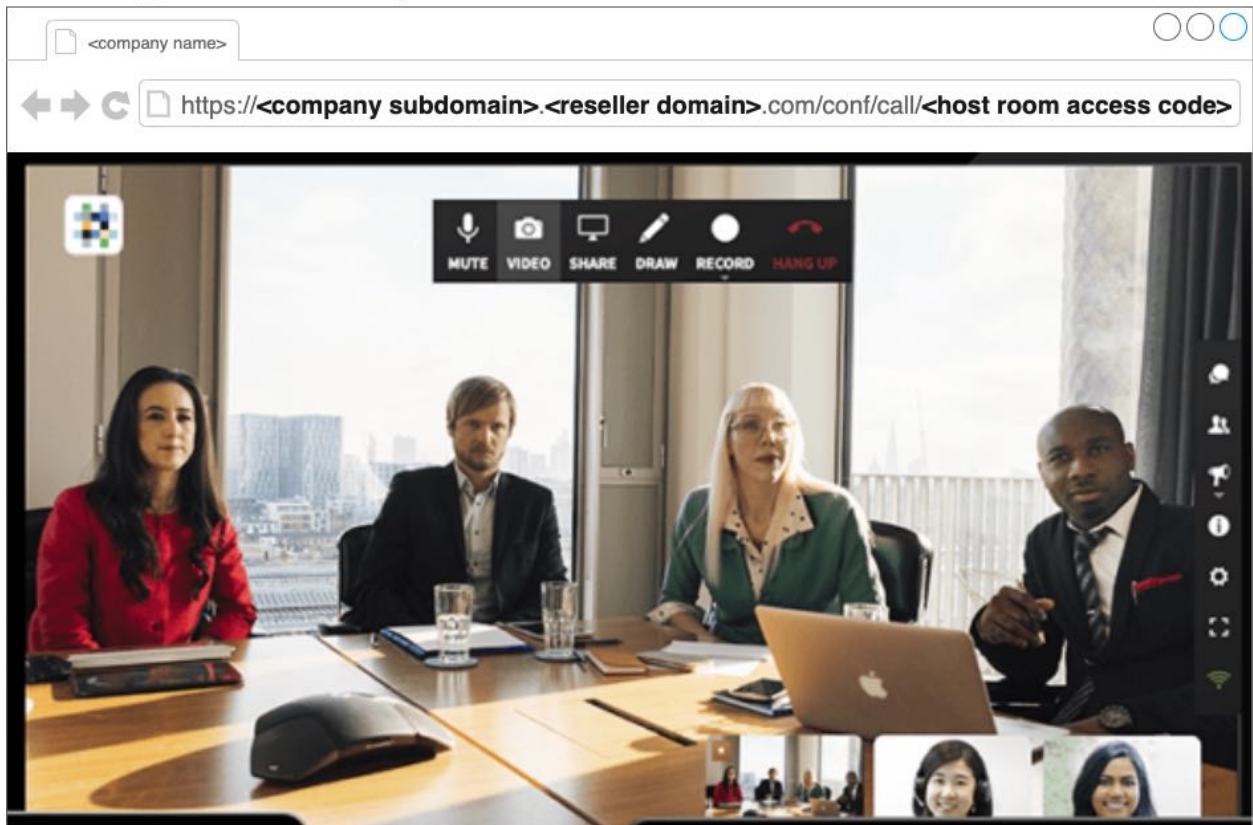 <company name>
https://<company subdomain>.<reseller domain>.com/conf/call/<host room access code>
MUTE VIDEO SHARE DRAW RECORD HANG UP